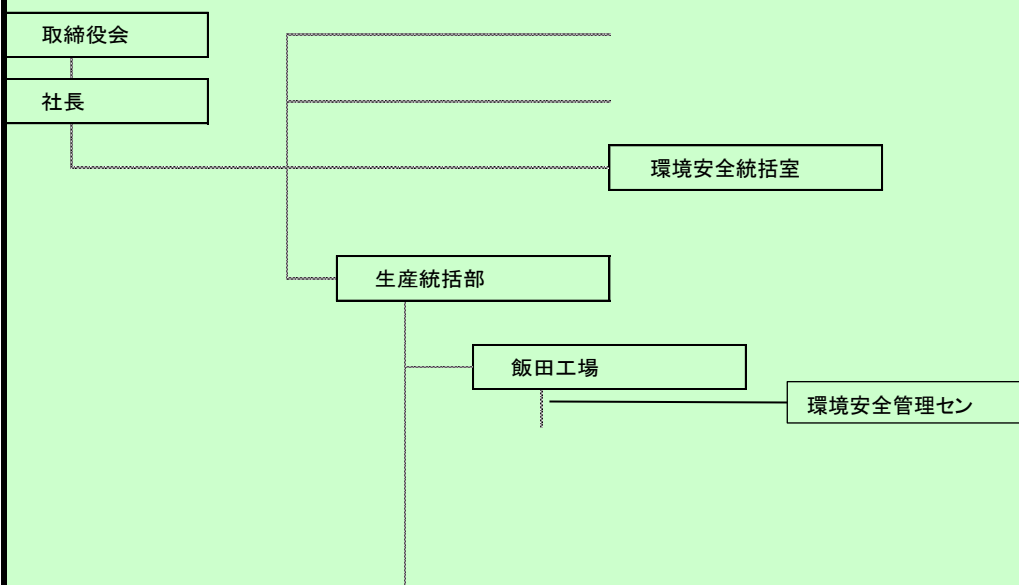 取締役会
社長
環境安全統括室
生産統括部
飯田工場
環境安全管理セン